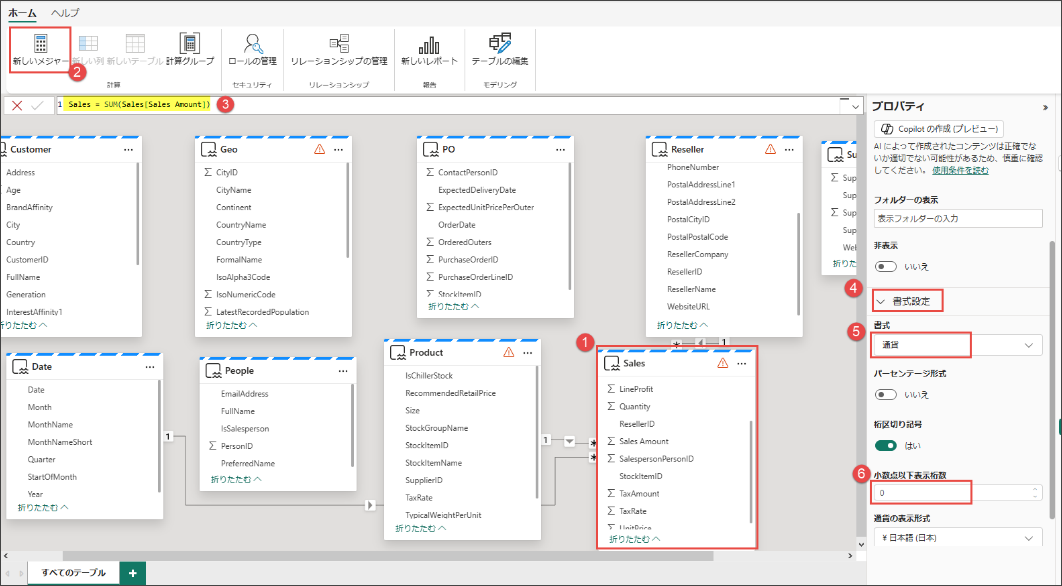 ホーム ヘルプ
新しいメジャー 新しい列 新しいテーブル 計算グループ ロールの管理 リレーションシップの管理 新しいレポート テーブルの編集
2
計算 セキュリティ リレーションシップ 報告 モデリング
1 Sales = SUM(Sales[Sales Amount])
3
Customer
Address
Age
BrandAffinity
City
Country
CustomerID
FullName
Generation
InterestAffinity1
折りたたむ
Geo
CityID
CityName
Continent
CountryName
CountryType
FormalName
IsoAlpha3Code
IsoNumericCode
LatestRecordedPopulation
折りたたむ
PO
ContactPersonID
ExpectedDeliveryDate
ExpectedUnitPricePerOuter
OrderDate
OrderedOuters
PurchaseOrderID
PurchaseOrderLineID
StockItemID
折りたたむ
Reseller
PhoneNumber
PostalAddressLine1
PostalAddressLine2
PostalCityID
PostalPostalCode
ResellerCompany
ResellerID
ResellerName
WebsiteURL
折りたたむ
Su
Sup
Sup
Sup
Sup
Web
折りた
Date
Date
Month
MonthName
MonthNameShort
Quarter
StartOfMonth
Year
折りたたむ
1
People
EmailAddress
FullName
IsSalesperson
PersonID
PreferredName
折りたたむ
Product
IsChillerStock
RecommendedRetailPrice
Size
StockGroupName
StockItemID
StockItemName
SupplierID
TaxRate
TypicalWeightPerUnit
折りたたむ
1
*
*
* 1
1
Sales
LineProfit
Quantity
ResellerID
Sales Amount
SalespersonPersonID
StockItemID
TaxAmount
TaxRate
UnitPrice
折りたたむ
プロパティ
Copilot の作成 (プレビュー)
AI によって作成されたコンテンツは正確でな
いか適切でない可能性があるため、慎重に確認
してください。 使用条件を読む
フォルダーの表示
表示フォルダーの入力
非表示
いいえ
4
書式設定
書式
5
通貨
パーセンテージ形式
いいえ
桁区切り記号
はい
6
小数点以下表示桁数
0
通貨の表示形式
¥ 日本語 (日本)
すべてのテーブル +